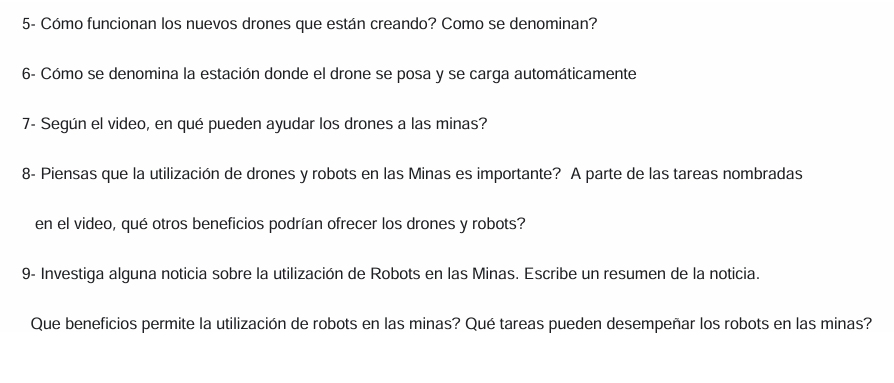 5- Cómo funcionan los nuevos drones que están creando? Como se denominan?
6- Cómo se denomina la estación donde el drone se posa y se carga automáticamente
7- Según el video, en qué pueden ayudar los drones a las minas?
8- Piensas que la utilización de drones y robots en las Minas es importante?  A parte de las tareas nombradas
en el video, qué otros beneficios podrían ofrecer los drones y robots?
9- Investiga alguna noticia sobre la utilización de Robots en las Minas. Escribe un resumen de la noticia.
Que beneficios permite la utilización de robots en las minas? Qué tareas pueden desempeñar los robots en las minas?